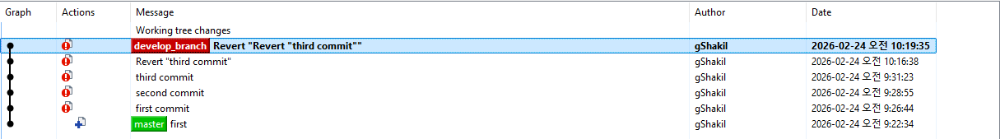 Graph Actions Message Author Date
Working tree changes
develop_branch Revert "Revert "third commit"" gShakil 2026-02-24 오전 10:19:35
Revert "third commit" gShakil 2026-02-24 오전 10:16:38
third commit gShakil 2026-02-24 오전 9:31:23
second commit gShakil 2026-02-24 오전 9:28:55
first commit gShakil 2026-02-24 오전 9:26:44
master first gShakil 2026-02-24 오전 9:22:34